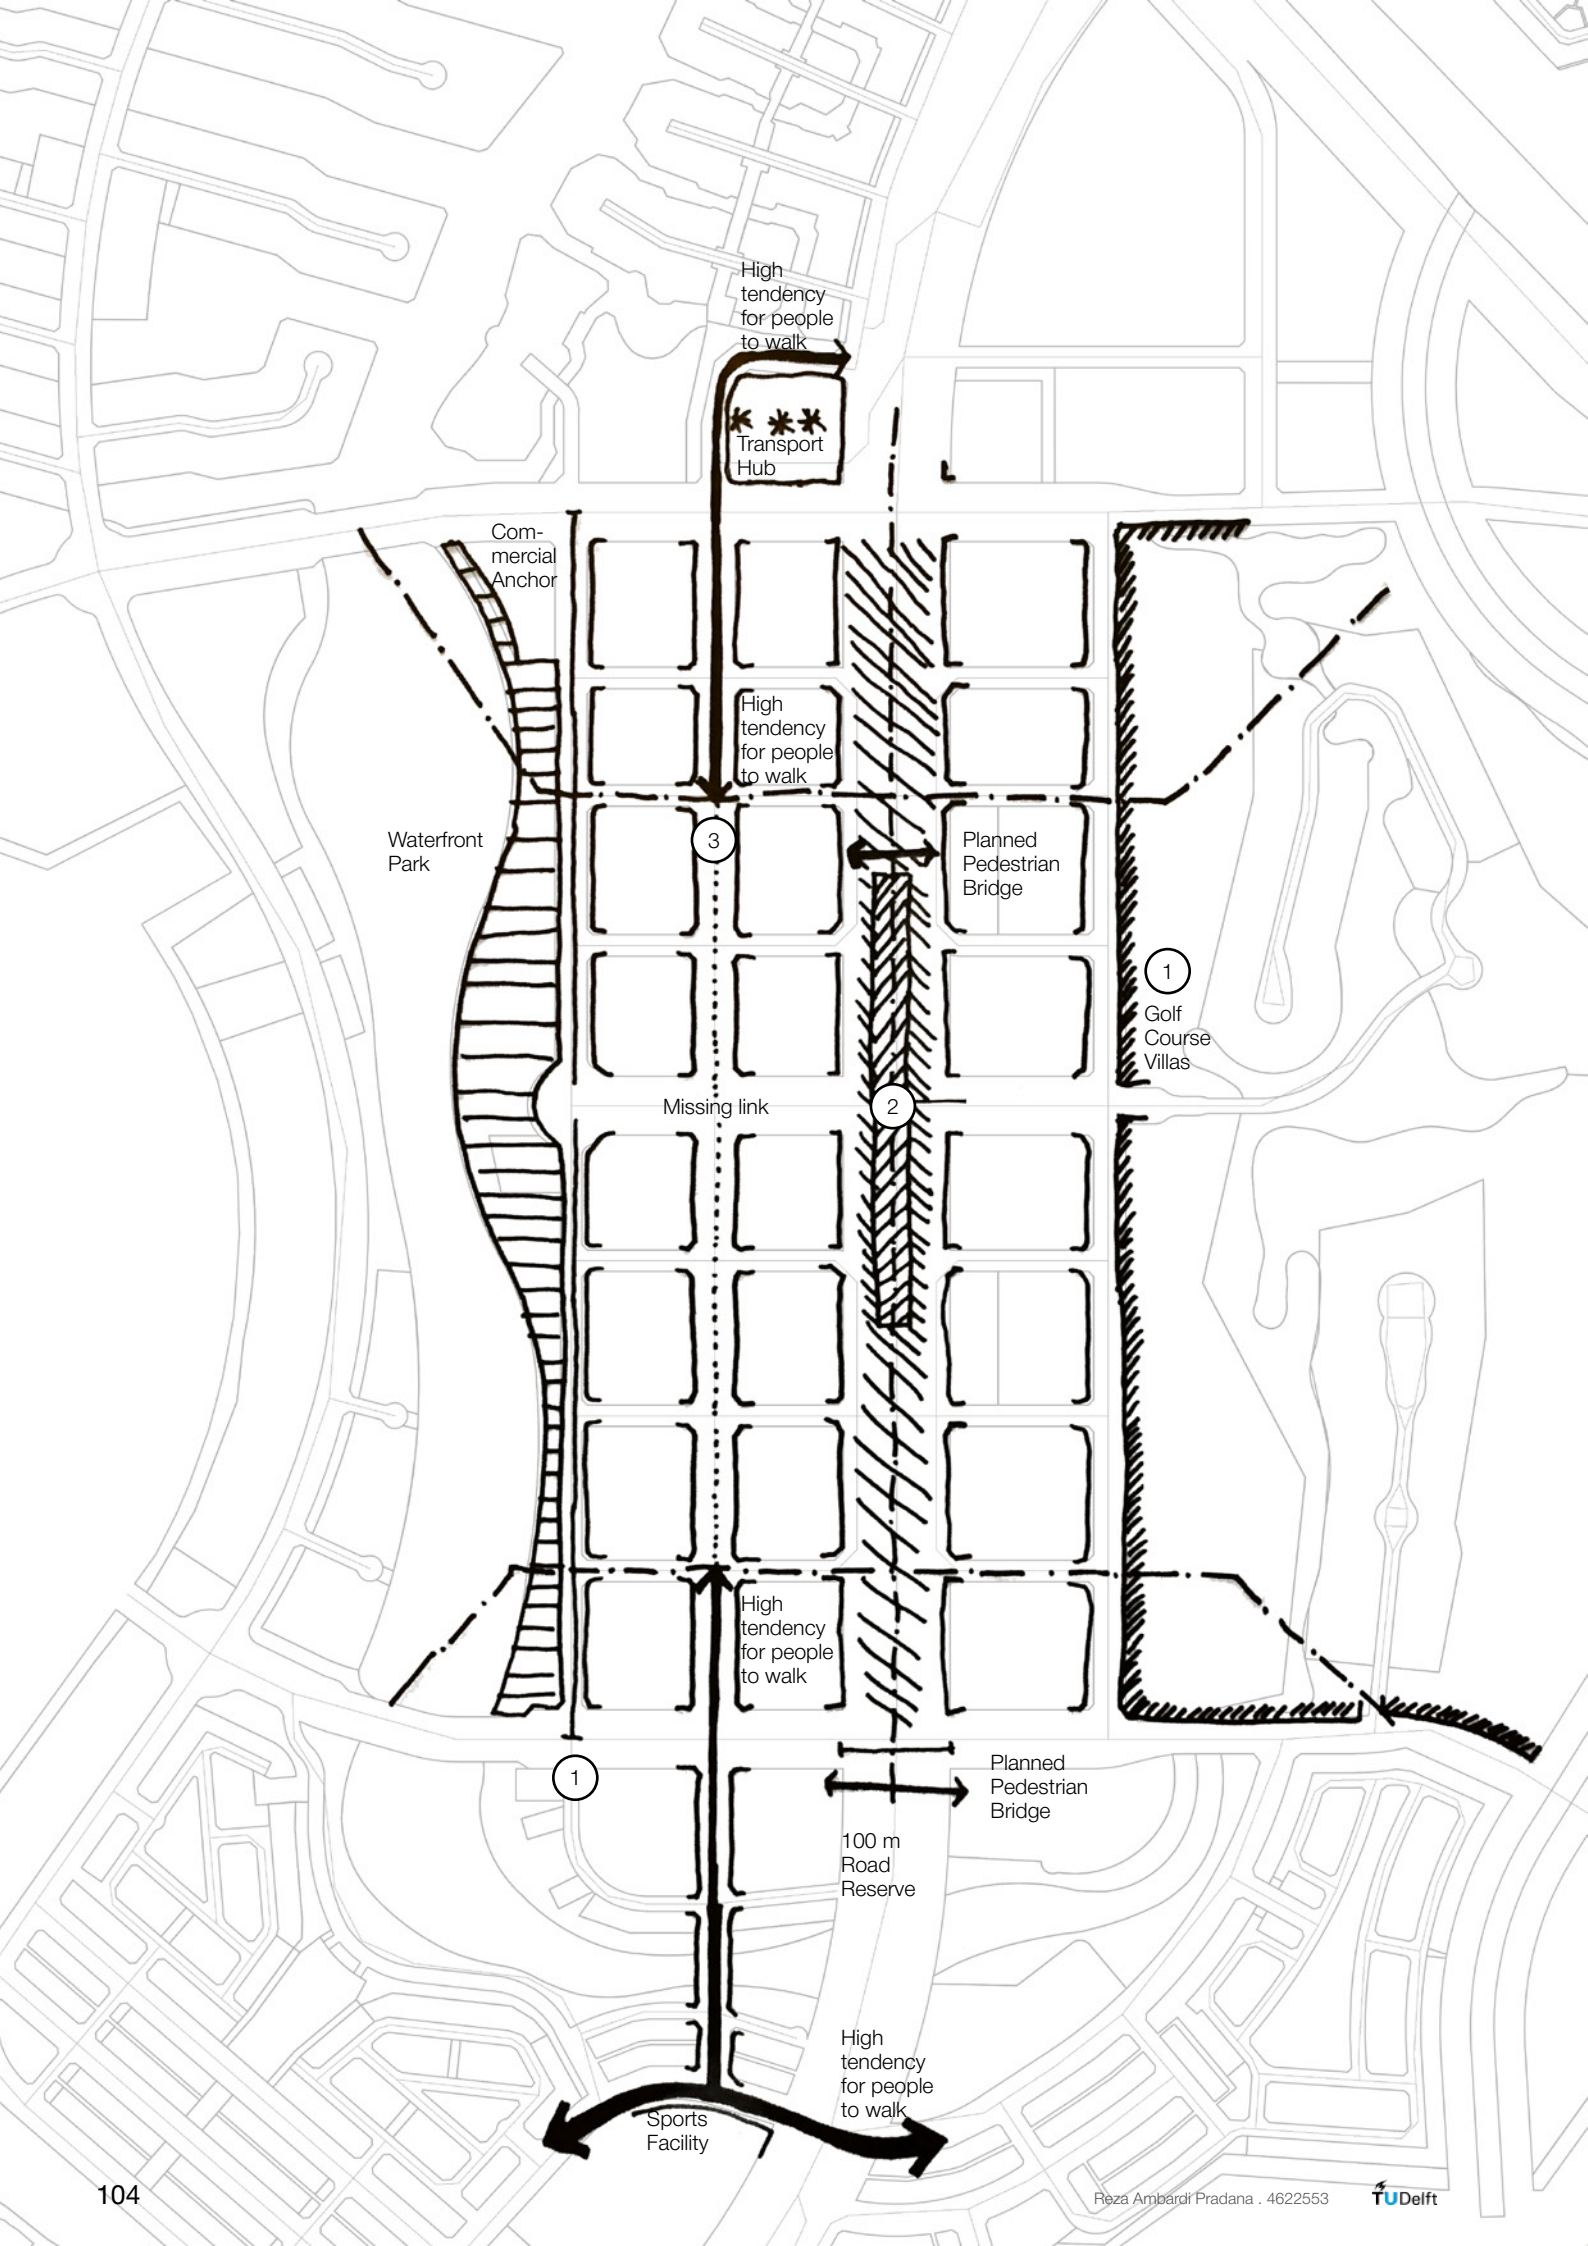 High
tendency
for people
to walk
Transport
Hub
Com-
mercial
Anchor
High
tendency
for people
to walk
3
Waterfront
Park
Planned
Pedestrian
Bridge
1
Golf
Course
Villas
Missing link
2
High
tendency
for people
to walk
1
Planned
Pedestrian
Bridge
100 m
Road
Reserve
High
tendency
for people
to walk
Sports
Facility
104
Reza Ambardi Pradana . 4622553
TUDelft